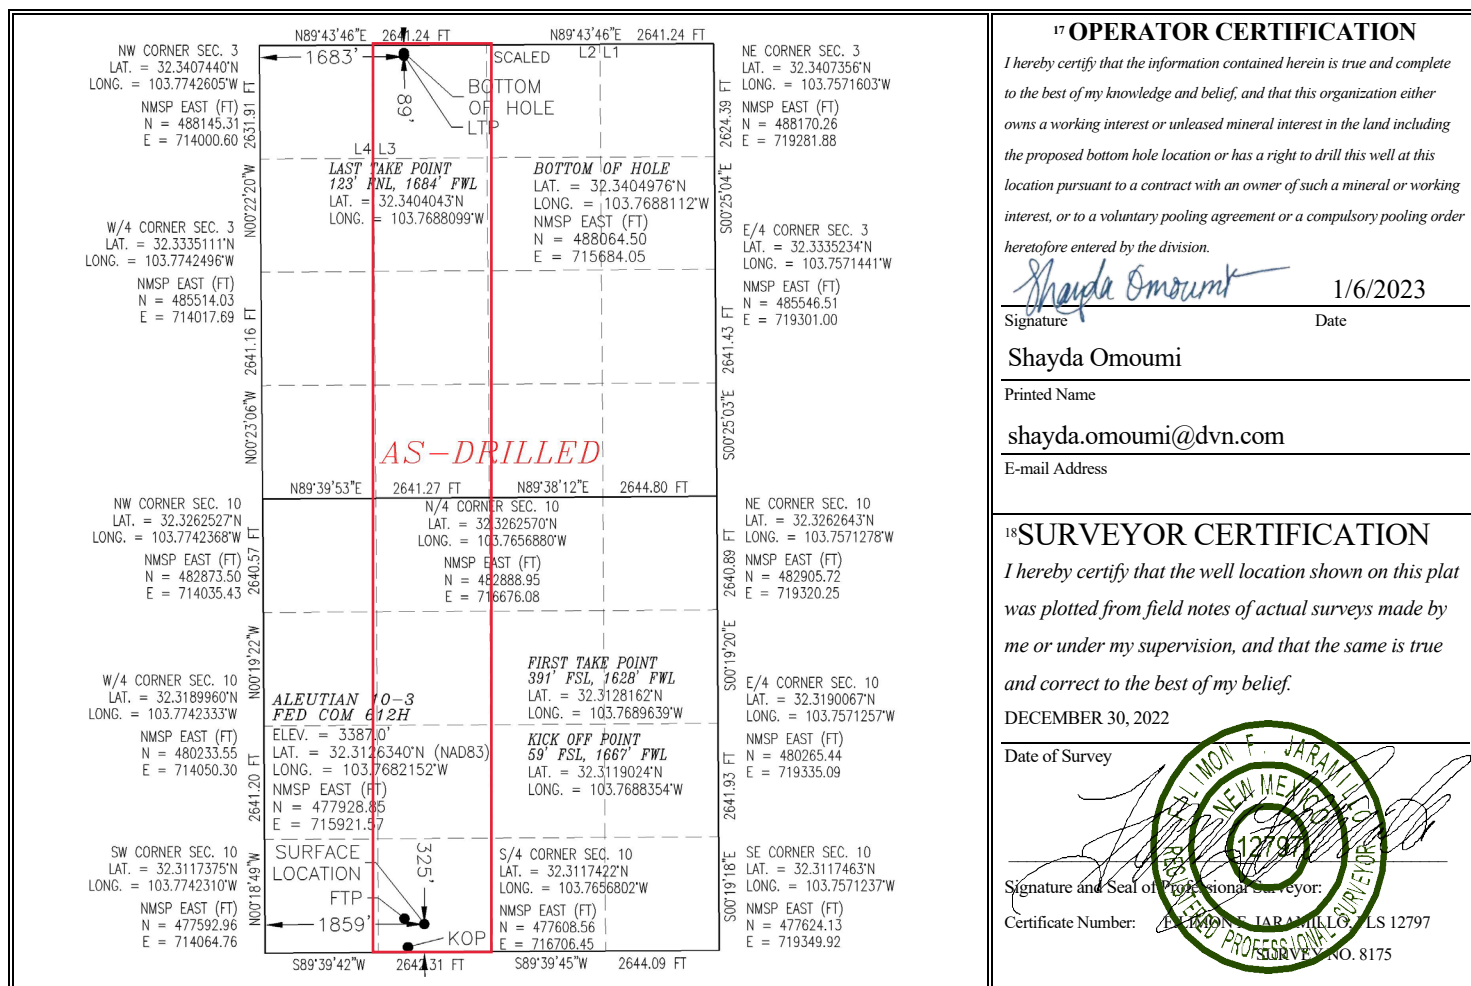 N89°43'46"E 2641.24 FT
N89°43'46"E 2641.24 FT
NW CORNER SEC. 3
LAT. = 32.3407440°N
LONG. = 103.7742605°W
NMSP EAST (FT)
N = 488145.31
E = 714000.60
2631.91 FT
N00°22'20"W
1683'
89'
SCALED
L2 L1
BOTTOM
OF HOLE
LTP
L4 L3
NE CORNER SEC. 3
LAT. = 32.3407356°N
LONG. = 103.7571603°W
NMSP EAST (FT)
N = 488170.26
E = 719281.88
2624.39 FT
S00°25'04"E
LAST TAKE POINT
123' FNL, 1684' FWL
LAT. = 32.3404043°N
LONG. = 103.7688099°W
BOTTOM OF HOLE
LAT. = 32.3404976°N
LONG. = 103.7688112°W
NMSP EAST (FT)
N = 488064.50
E = 715684.05
W/4 CORNER SEC. 3
LAT. = 32.3335111°N
LONG. = 103.7742496°W
NMSP EAST (FT)
N = 485514.03
E = 714017.69
2641.16 FT
N00°23'06"W
E/4 CORNER SEC. 3
LAT. = 32.3335234°N
LONG. = 103.7571441°W
NMSP EAST (FT)
N = 485546.51
E = 719301.00
2641.43 FT
S00°25'03"E
AS-DRILLED
N89°39'53"E 2641.27 FT
N89°38'12"E 2644.80 FT
NW CORNER SEC. 10
LAT. = 32.3262527°N
LONG. = 103.7742368°W
NMSP EAST (FT)
N = 482873.50
E = 714035.43
2640.57 FT
N00°19'22"W
N/4 CORNER SEC. 10
LAT. = 32.3262570°N
LONG. = 103.7656880°W
NMSP EAST (FT)
N = 482888.95
E = 716676.08
NE CORNER SEC. 10
LAT. = 32.3262643°N
LONG. = 103.7571278°W
NMSP EAST (FT)
N = 482905.72
E = 719320.25
2640.89 FT
S00°19'20"E
W/4 CORNER SEC. 10
LAT. = 32.3189960°N
LONG. = 103.7742333°W
NMSP EAST (FT)
N = 480233.55
E = 714050.30
2641.20 FT
N00°18'49"W
ALEUTIAN 10-3
FED COM 612H
ELEV. = 3387.0'
LAT. = 32.3126340°N (NAD83)
LONG. = 103.7682152°W
NMSP EAST (FT)
N = 477928.85
E = 715921.57
FIRST TAKE POINT
391' FSL, 1628' FWL
LAT. = 32.3128162°N
LONG. = 103.7689639°W
KICK OFF POINT
59' FSL, 1667' FWL
LAT. = 32.3119024°N
LONG. = 103.7688354°W
E/4 CORNER SEC. 10
LAT. = 32.3190067°N
LONG. = 103.7571257°W
NMSP EAST (FT)
N = 480265.44
E = 719335.09
2641.93 FT
S00°19'18"E
SW CORNER SEC. 10
LAT. = 32.3117375°N
LONG. = 103.7742310°W
NMSP EAST (FT)
N = 477592.96
E = 714064.76
SURFACE
LOCATION
FTP
325'
1859'
KOP
S/4 CORNER SEC. 10
LAT. = 32.3117422°N
LONG. = 103.7656802°W
NMSP EAST (FT)
N = 477608.56
E = 716706.45
SE CORNER SEC. 10
LAT. = 32.3117463°N
LONG. = 103.7571237°W
NMSP EAST (FT)
N = 477624.13
E = 719349.92
S89°39'42"W 2642.31 FT
S89°39'45"W 2644.09 FT
17 OPERATOR CERTIFICATION
I hereby certify that the information contained herein is true and complete
to the best of my knowledge and belief, and that this organization either
owns a working interest or unleased mineral interest in the land including
the proposed bottom hole location or has a right to drill this well at this
location pursuant to a contract with an owner of such a mineral or working
interest, or to a voluntary pooling agreement or a compulsory pooling order
heretofore entered by the division.
Shayda Omoumi 1/6/2023
Signature Date
Shayda Omoumi
Printed Name
shayda.omoumi@dvn.com
E-mail Address
18 SURVEYOR CERTIFICATION
I hereby certify that the well location shown on this plat
was plotted from field notes of actual surveys made by
me or under my supervision, and that the same is true
and correct to the best of my belief.
DECEMBER 30, 2022
Date of Survey
FILIMON F. JARAMILLO
NEW MEXICO
12797
REGISTERED PROFESSIONAL SURVEYOR
Signature and Seal of Professional Surveyor:
Certificate Number: FILIMON F. JARAMILLO, PLS 12797
SURVEY NO. 8175